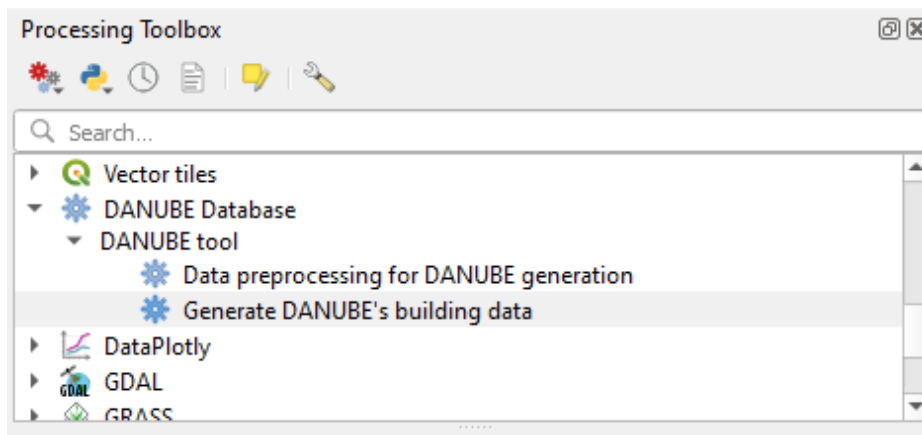 Processing Toolbox
Search...
Vector tiles
DANUBE Database
DANUBE tool
Data preprocessing for DANUBE generation
Generate DANUBE's building data
DataPlotly
GDAL
GDAL
GRASS